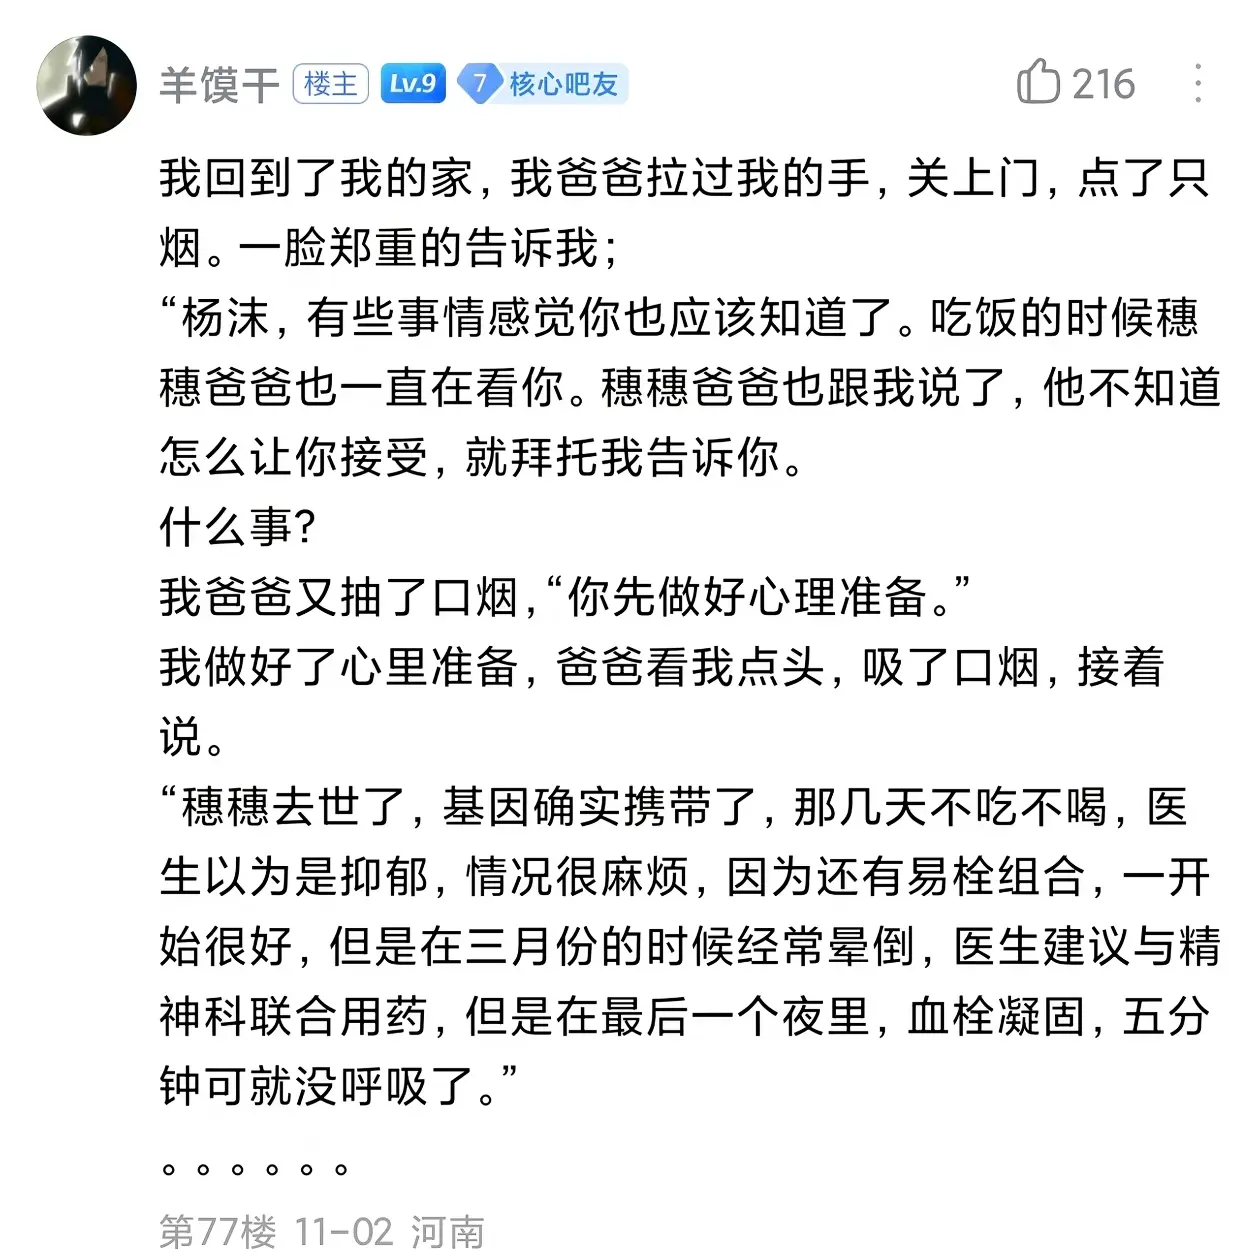 羊馍干 楼主 Lv.9 7 核心吧友 216
我回到了我的家，我爸爸拉过我的手，关上门，点了只
烟。一脸郑重的告诉我；
“杨沫，有些事情感觉你也应该知道了。吃饭的时候穗
穗爸爸也一直在看你。穗穗爸爸也跟我说了，他不知道
怎么让你接受，就拜托我告诉你。
什么事？
我爸爸又抽了口烟，“你先做好心理准备。”
我做好了心里准备，爸爸看我点头，吸了口烟，接着
说。
“穗穗去世了，基因确实携带了，那几天不吃不喝，医
生以为是抑郁，情况很麻烦，因为还有易栓组合，一开
始很好，但是在三月份的时候经常晕倒，医生建议与精
神科联合用药，但是在最后一个夜里，血栓凝固，五分
钟可就没呼吸了。”
。。。。。。
第77楼 11-02 河南